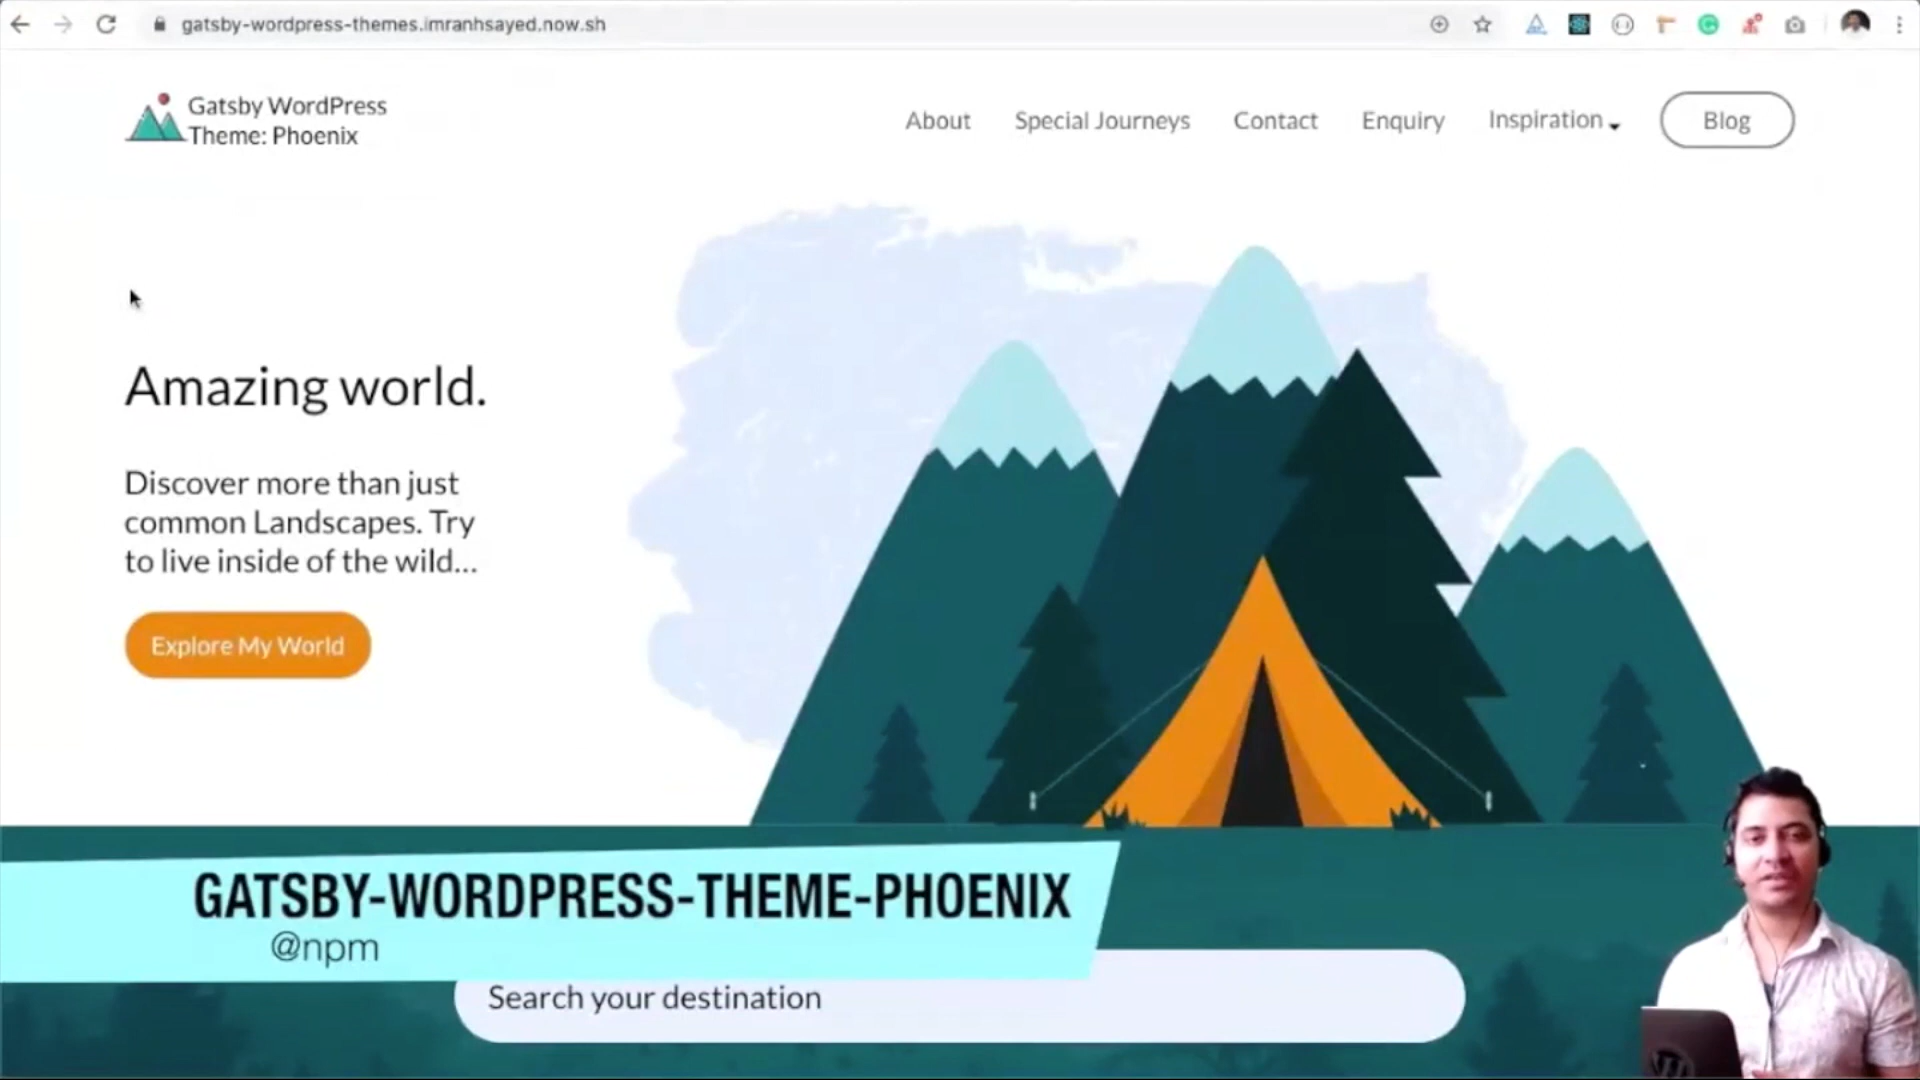 gatsby-wordpress-themes.imranhsayed.now.sh
Gatsby WordPress
Theme: Phoenix
About
Special Journeys
Contact
Enquiry
Inspiration
Blog
Amazing world.
Discover more than just
common Landscapes. Try
to live inside of the wild...
Explore My World
GATSBY-WORDPRESS-THEME-PHOENIX
@npm
Search your destination